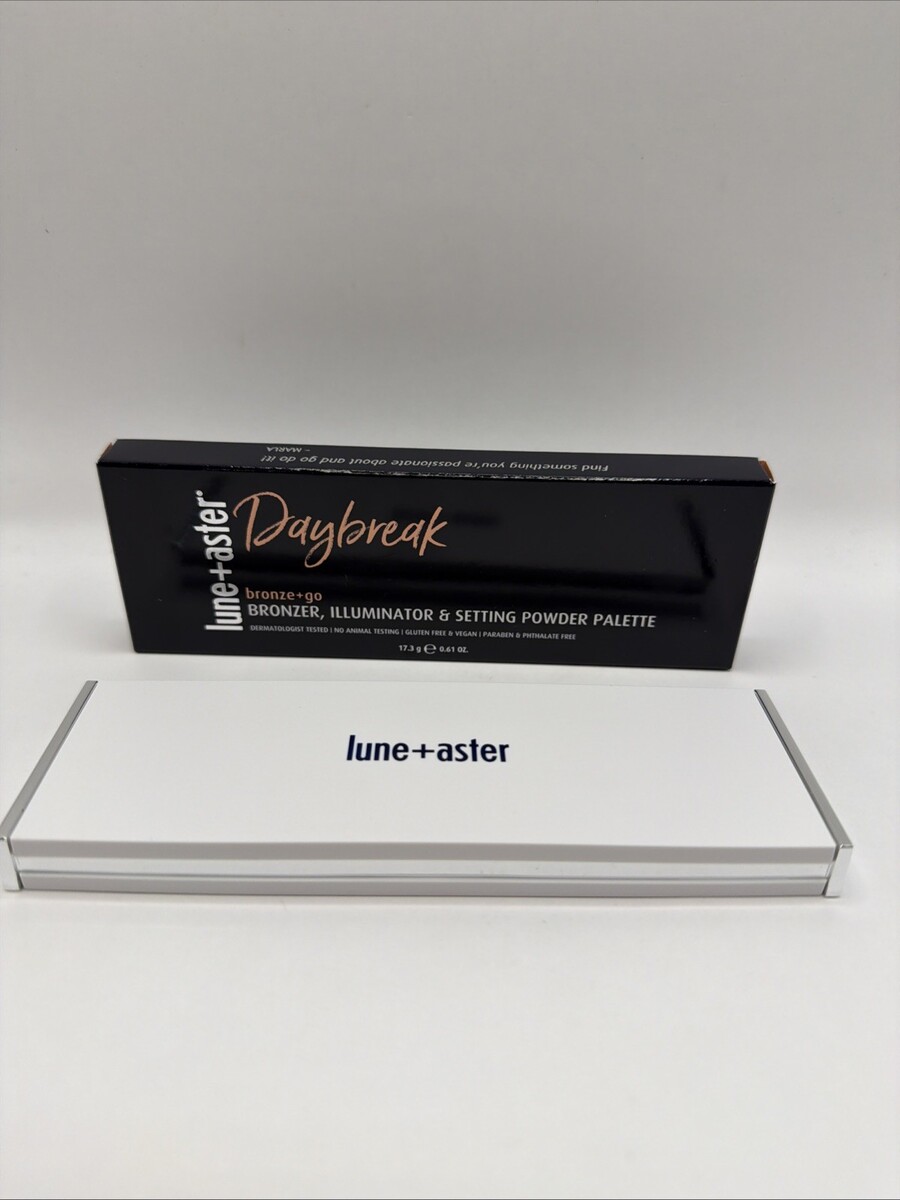 Find something you're passionate about and go do it!
– MARLA
lune+aster®
Daybreak
bronze+go
BRONZER, ILLUMINATOR & SETTING POWDER PALETTE
DERMATOLOGIST TESTED | NO ANIMAL TESTING | GLUTEN FREE & VEGAN | PARABEN & PHTHALATE FREE
17.3 g ℮ 0.61 OZ.
lune+aster